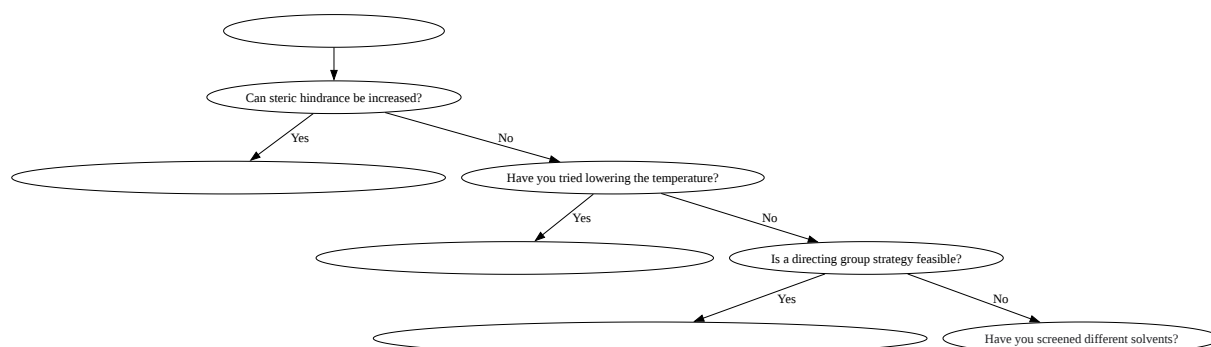 Can steric hindrance be increased?
Yes
No
Have you tried lowering the temperature?
Yes
No
Is a directing group strategy feasible?
Yes
No
Have you screened different solvents?